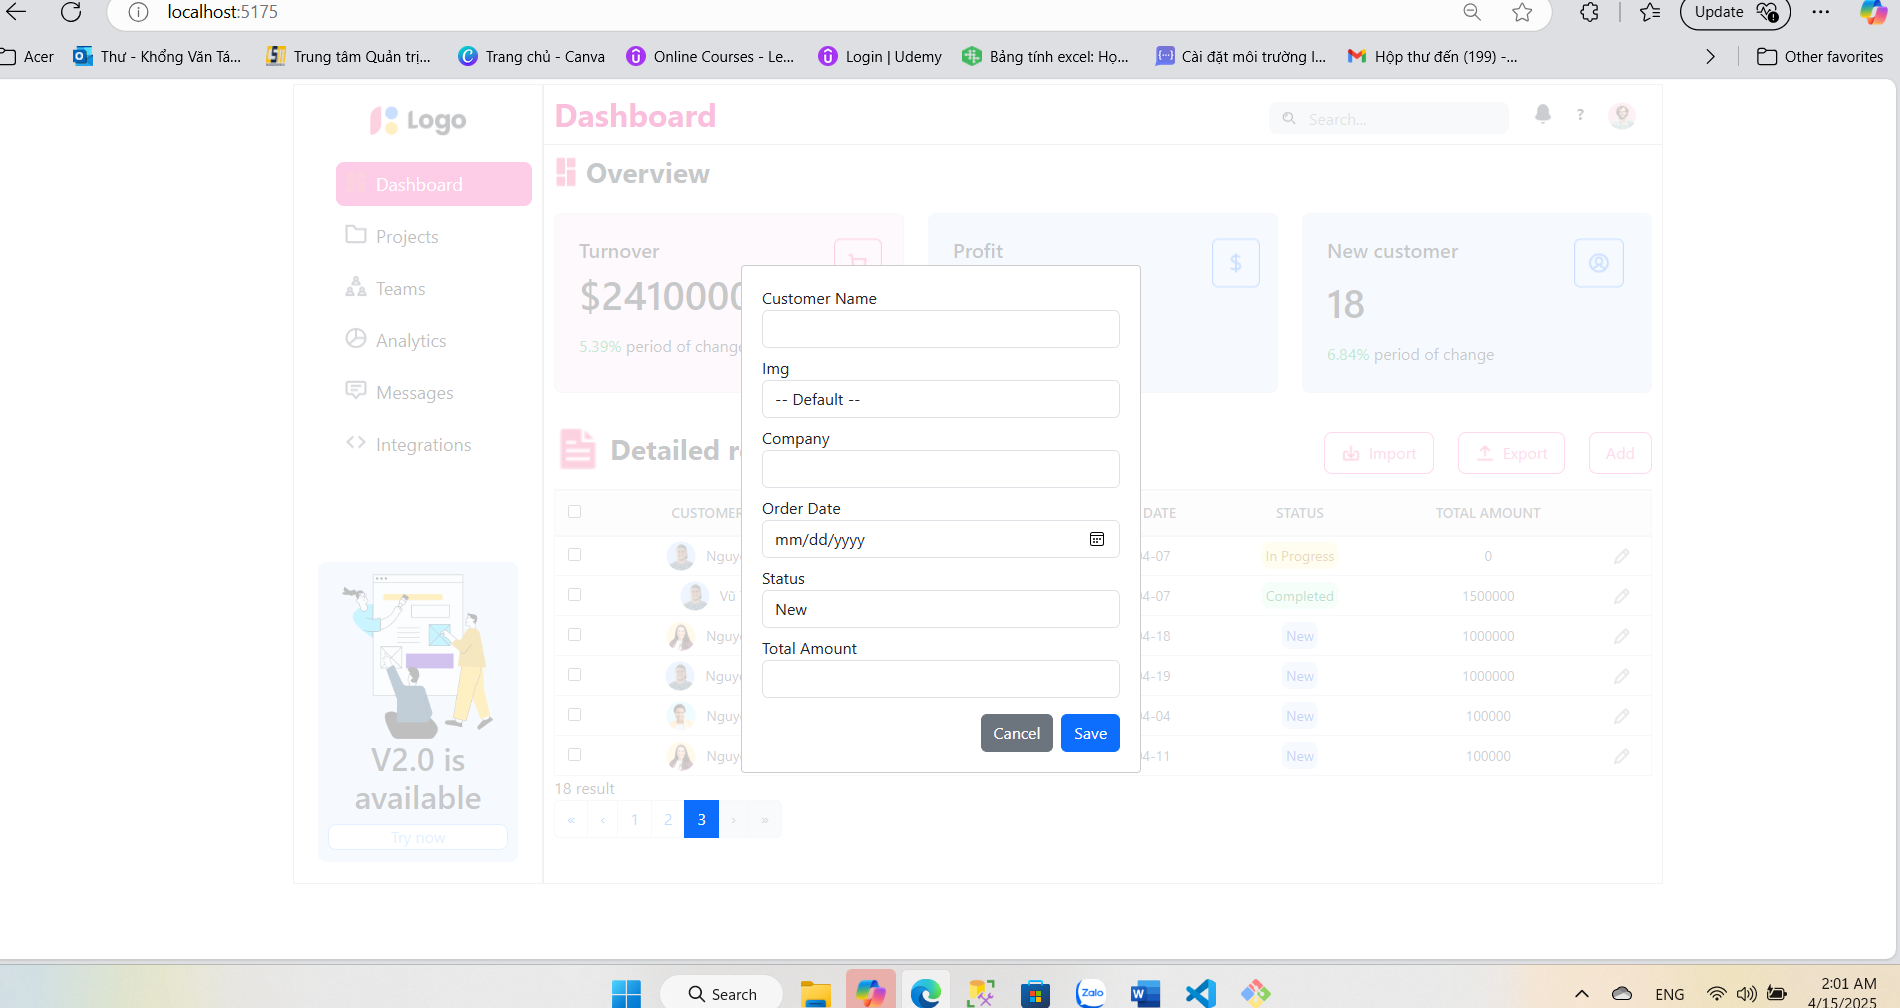 localhost:5175
Update
Acer
Thư - Khổng Văn Tá...
Trung tâm Quản trị...
Trang chủ - Canva
Online Courses - Le...
Login | Udemy
Bảng tính excel: Họ...
Cài đặt môi trường l...
Hộp thư đến (199) -...
Other favorites
Logo
Dashboard
Search...
?
Dashboard
Projects
Teams
Analytics
Messages
Integrations
V2.0 is
available
Try now
Overview
Turnover
$2410000
5.39% period of change
Profit
$
New customer
18
6.84% period of change
Detailed r
Import
Export
Add
CUSTOMER
DATE
STATUS
TOTAL AMOUNT
Nguy
4-07
In Progress
0
Vũ
4-07
Completed
1500000
Nguy
4-18
New
1000000
Nguy
4-19
New
1000000
Nguy
4-04
New
100000
Nguy
4-11
New
100000
18 result
« ‹ 1 2 3 › »
Customer Name
Img
-- Default --
Company
Order Date
mm/dd/yyyy
Status
New
Total Amount
Cancel
Save
Search
Zalo
ENG
2:01 AM
4/15/2025